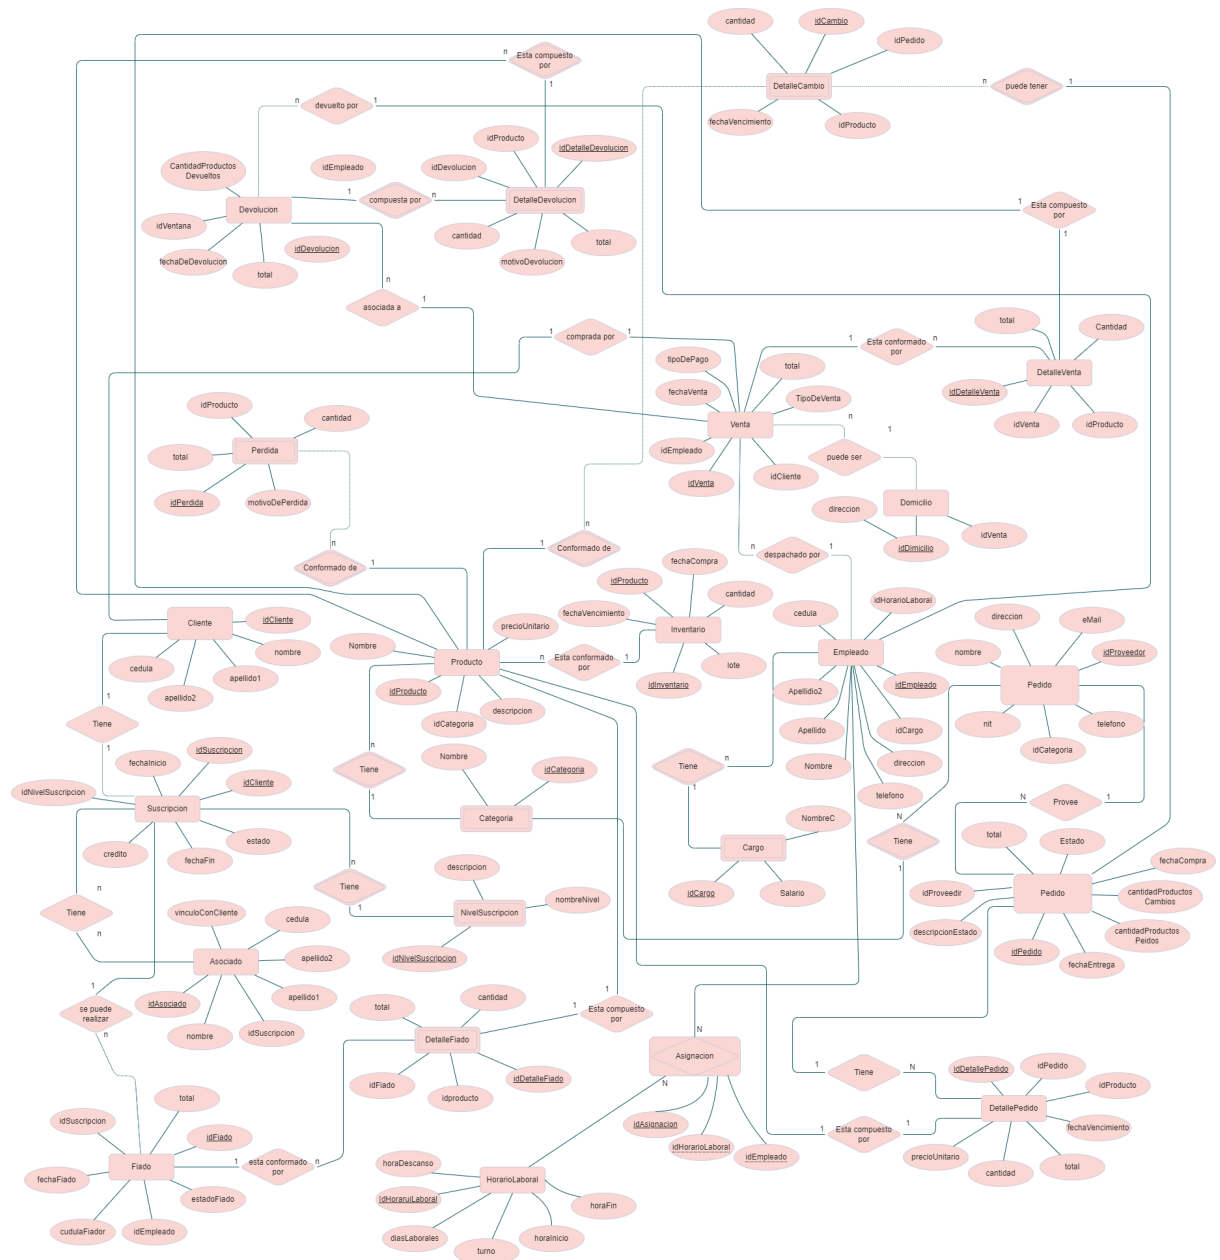 cantidad
idCambio
idPedido
n
Esta compuesto
por
1
1
DetalleCambio
n
puede tener
1
fechaVencimiento
idProducto
n
devuelto por
1
idProducto
idDetalleDevolucion
CantidadProductos
Devueltos
idEmpleado
idDevolucion
1
compuesta por
n
DetalleDevolucion
Devolucion
1
Esta compuesto
por
1
idVentana
fechaDeDevolucion
idDevolucion
total
cantidad
motivoDevolucion
total
n
asociada a
1
total
Cantidad
1
comprada por
1
1
Esta conformado
por
n
tipoDePago
total
DetalleVenta
fechaVenta
TipoDeVenta
idDetalleVenta
idVenta
idProducto
idProducto
cantidad
Venta
n
1
Perdida
total
idEmpleado
puede ser
idVenta
idCliente
idPerdida
motivoDePerdida
direccion
Domicilio
idVenta
idDimicilio
n
n
Conformado de
1
1
Conformado de
n
despachado por
1
fechaCompra
idProducto
cantidad
fechaVencimiento
Inventario
idInventario
lote
cedula
idHorarioLaboral
Empleado
Apellidio2
idEmpleado
Apellido
idCargo
Nombre
direccion
telefono
direccion
eMail
nombre
idProveedor
Pedido
nit
telefono
idCategoria
Cliente
idCliente
nombre
cedula
apellido1
apellido2
1
Tiene
1
precioUnitario
Nombre
Producto
n
Esta conformado
por
1
idProducto
descripcion
idCategoria
n
Tiene
1
Nombre
idCategoria
Categoria
Tiene
n
1
fechaInicio
idSuscripcion
idNivelSuscripcion
idCliente
Suscripcion
credito
estado
fechaFin
N
Provee
1
NombreC
Cargo
idCargo
Salario
N
Tiene
1
total
Estado
fechaCompra
idProveedir
Pedido
cantidadProductos
Cambios
descripcionEstado
cantidadProductos
Peidos
idPedido
fechaEntrega
n
Tiene
n
n
Tiene
1
descripcion
nombreNivel
NivelSuscripcion
idNivelSuscripcion
vinculoConCliente
cedula
apellido2
Asociado
idAsociado
apellido1
nombre
idSuscripcion
1
se puede
realizar
n
total
cantidad
1
1
Esta compuesto
por
DetalleFiado
idFiado
idDetalleFiado
idproducto
N
Asignacion
N
idAsignacion
idHorarioLaboral
idEmpleado
1
Tiene
N
idDetallePedido
idPedido
idProducto
DetallePedido
fechaVencimiento
1
Esta compuesto
por
1
precioUnitario
cantidad
total
total
idSuscripcion
idFiado
Fiado
1
esta conformado
por
n
fechaFiado
estadoFiado
cudulaFiador
idEmpleado
horaDescanso
HorarioLaboral
IdHoraruiLaboral
horaFin
diasLaborales
horaInicio
turno